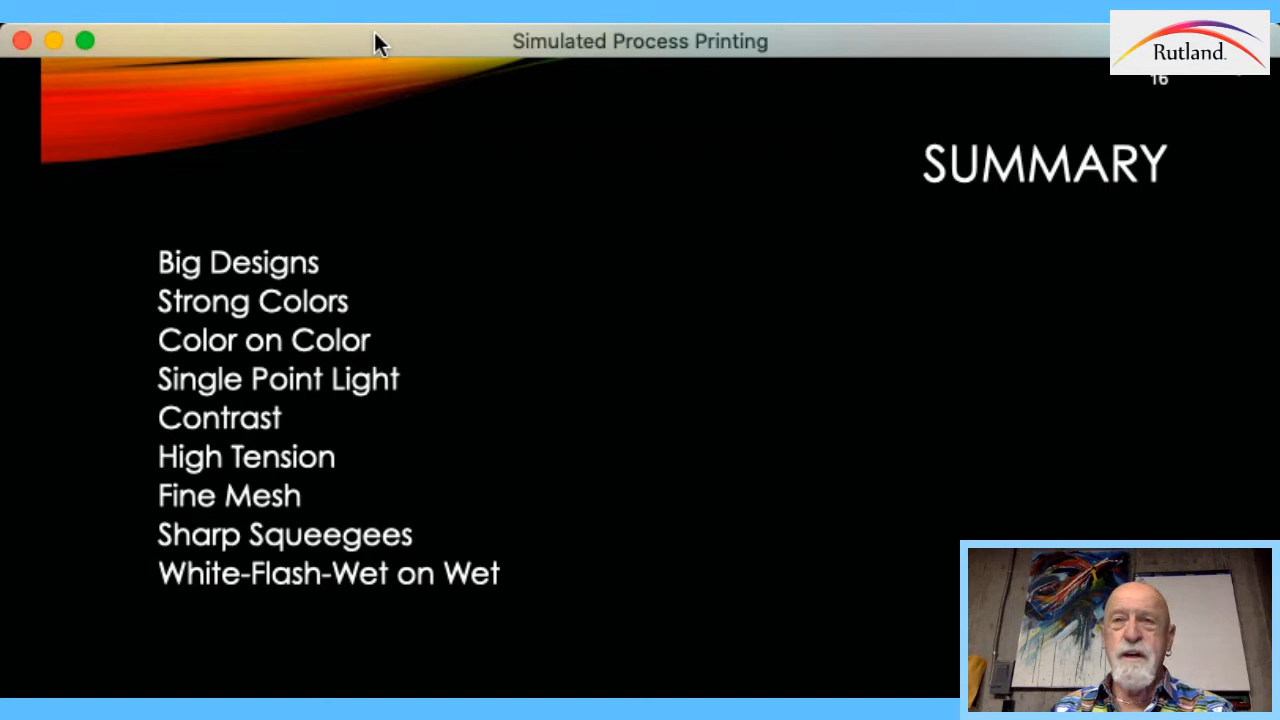 Simulated Process Printing
Rutland.
16
SUMMARY
Big Designs
Strong Colors
Color on Color
Single Point Light
Contrast
High Tension
Fine Mesh
Sharp Squeegees
White-Flash-Wet on Wet